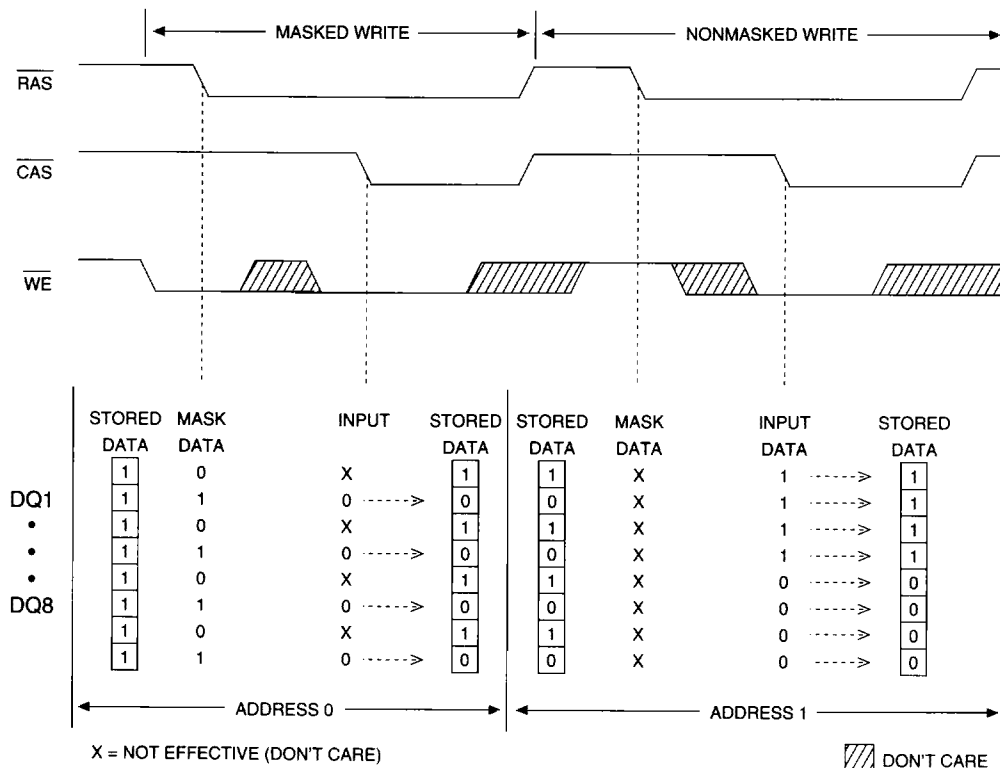 MASKED WRITE NONMASKED WRITE
RAS
CAS
WE
STORED MASK INPUT STORED STORED MASK INPUT STORED
DATA DATA DATA DATA DATA DATA DATA
1 0 X 1 1 X 1 1
DQ1 1 1 0 0 0 X 1 1
• 1 0 X 1 1 X 1 1
• 1 1 0 0 0 X 1 1
• 1 0 X 1 1 X 0 0
DQ8 1 1 0 0 0 X 0 0
1 0 X 1 1 X 0 0
1 1 0 0 0 X 0 0
ADDRESS 0 ADDRESS 1
X = NOT EFFECTIVE (DON'T CARE) DON'T CARE